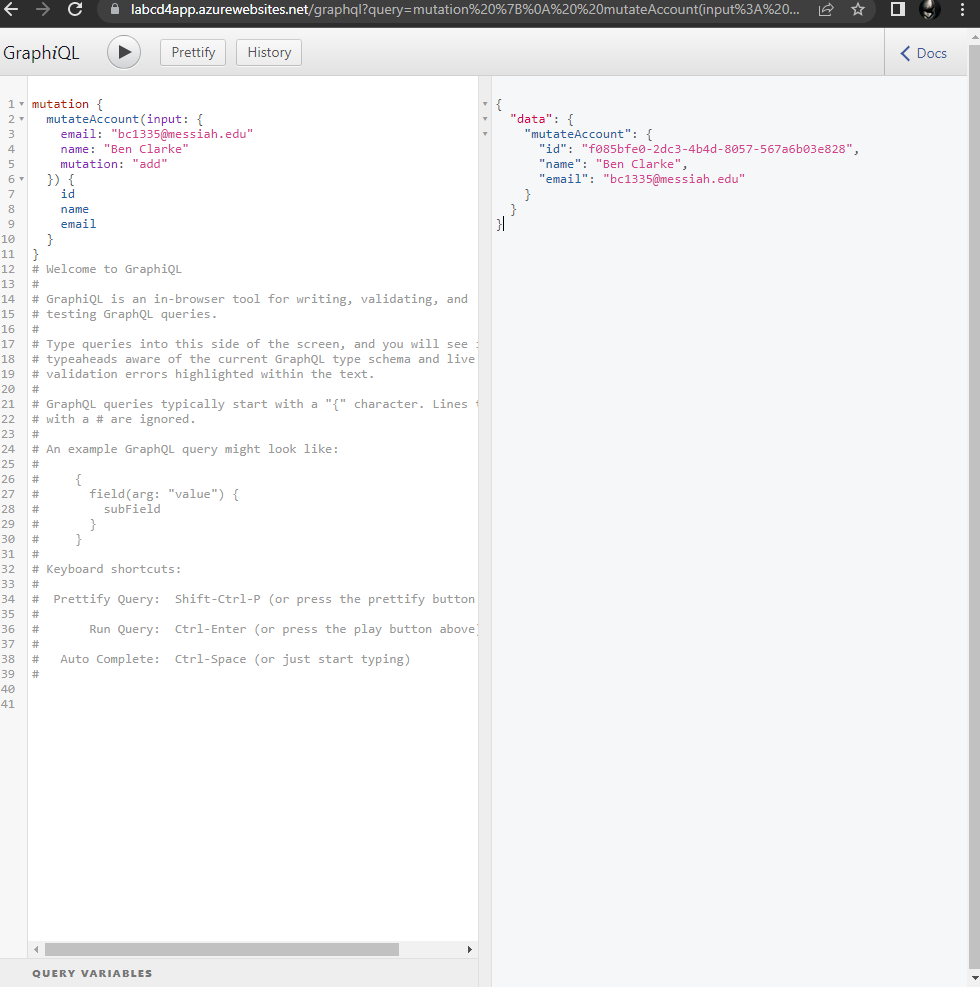 labcd4app.azurewebsites.net/graphql?query=mutation%20%7B%0A%20%20mutateAccount(input%3A%20...
GraphiQL Prettify History Docs
1 mutation {
2 mutateAccount(input: {
3 email: "bc1335@messiah.edu"
4 name: "Ben Clarke"
5 mutation: "add"
6 }) {
7 id
8 name
9 email
10 }
11 }
12 # Welcome to GraphiQL
13 #
14 # GraphiQL is an in-browser tool for writing, validating, and
15 # testing GraphQL queries.
16 #
17 # Type queries into this side of the screen, and you will see
18 # typeaheads aware of the current GraphQL type schema and live
19 # validation errors highlighted within the text.
20 #
21 # GraphQL queries typically start with a "{" character. Lines
22 # with a # are ignored.
23 #
24 # An example GraphQL query might look like:
25 #
26 # {
27 # field(arg: "value") {
28 # subField
29 # }
30 # }
31 #
32 # Keyboard shortcuts:
33 #
34 # Prettify Query: Shift-Ctrl-P (or press the prettify button
35 #
36 # Run Query: Ctrl-Enter (or press the play button above)
37 #
38 # Auto Complete: Ctrl-Space (or just start typing)
39 #
40
41
QUERY VARIABLES
{
"data": {
"mutateAccount": {
"id": "f085bfe0-2dc3-4b4d-8057-567a6b03e828",
"name": "Ben Clarke",
"email": "bc1335@messiah.edu"
}
}
}